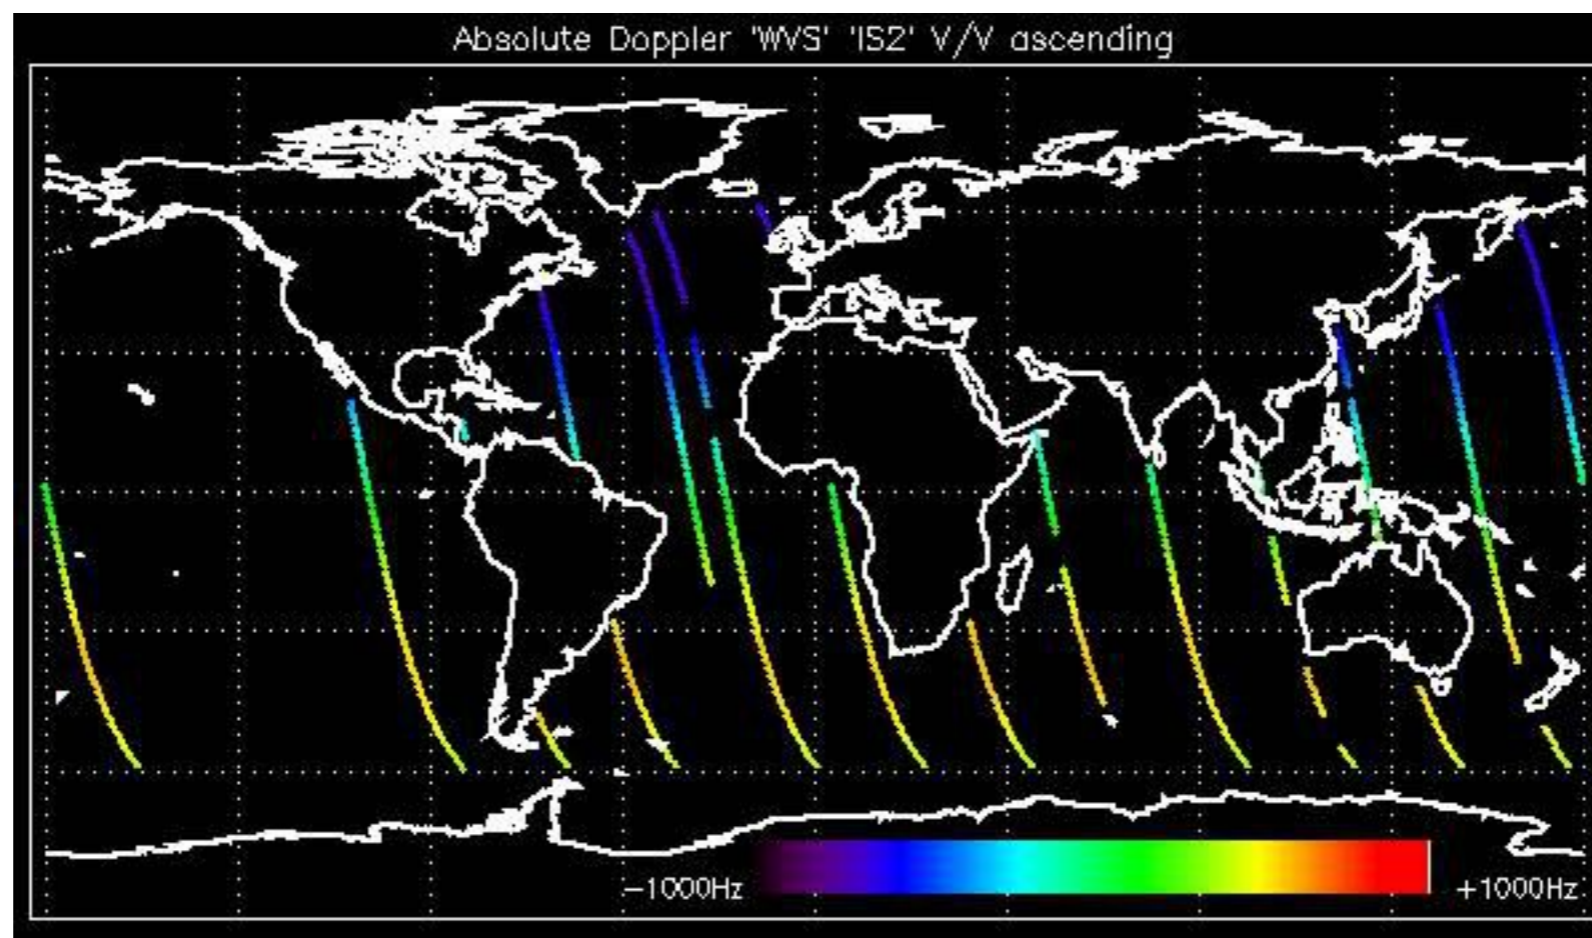 Absolute Doppler 'WVS' 'IS2' V/V ascending
-1000Hz
+1000Hz